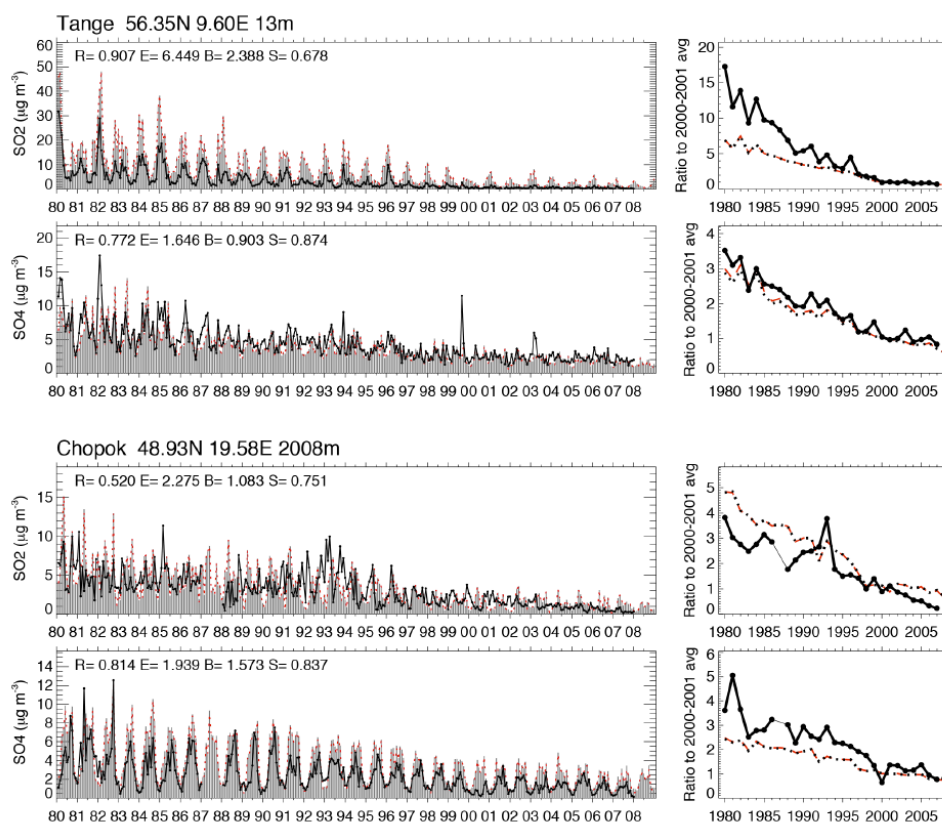 Tange 56.35N 9.60E 13m
R= 0.907 E= 6.449 B= 2.388 S= 0.678
SO2 (μg m-3)
60
50
40
30
20
10
0
80 81 82 83 84 85 86 87 88 89 90 91 92 93 94 95 96 97 98 99 00 01 02 03 04 05 06 07 08
Ratio to 2000-2001 avg
20
15
10
5
0
1980 1985 1990 1995 2000 2005
R= 0.772 E= 1.646 B= 0.903 S= 0.874
SO4 (μg m-3)
20
15
10
5
0
80 81 82 83 84 85 86 87 88 89 90 91 92 93 94 95 96 97 98 99 00 01 02 03 04 05 06 07 08
Ratio to 2000-2001 avg
4
3
2
1
0
1980 1985 1990 1995 2000 2005
Chopok 48.93N 19.58E 2008m
R= 0.520 E= 2.275 B= 1.083 S= 0.751
SO2 (μg m-3)
15
10
5
0
80 81 82 83 84 85 86 87 88 89 90 91 92 93 94 95 96 97 98 99 00 01 02 03 04 05 06 07 08
Ratio to 2000-2001 avg
5
4
3
2
1
0
1980 1985 1990 1995 2000 2005
R= 0.814 E= 1.939 B= 1.573 S= 0.837
SO4 (μg m-3)
14
12
10
8
6
4
2
0
80 81 82 83 84 85 86 87 88 89 90 91 92 93 94 95 96 97 98 99 00 01 02 03 04 05 06 07 08
Ratio to 2000-2001 avg
6
5
4
3
2
1
0
1980 1985 1990 1995 2000 2005